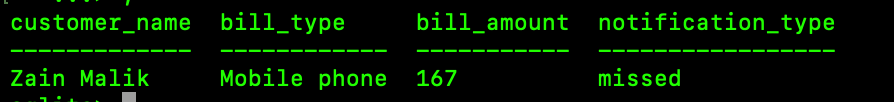 customer_name  bill_type     bill_amount  notification_type
-------------  ------------  -----------  -----------------
Zain Malik     Mobile phone  167          missed